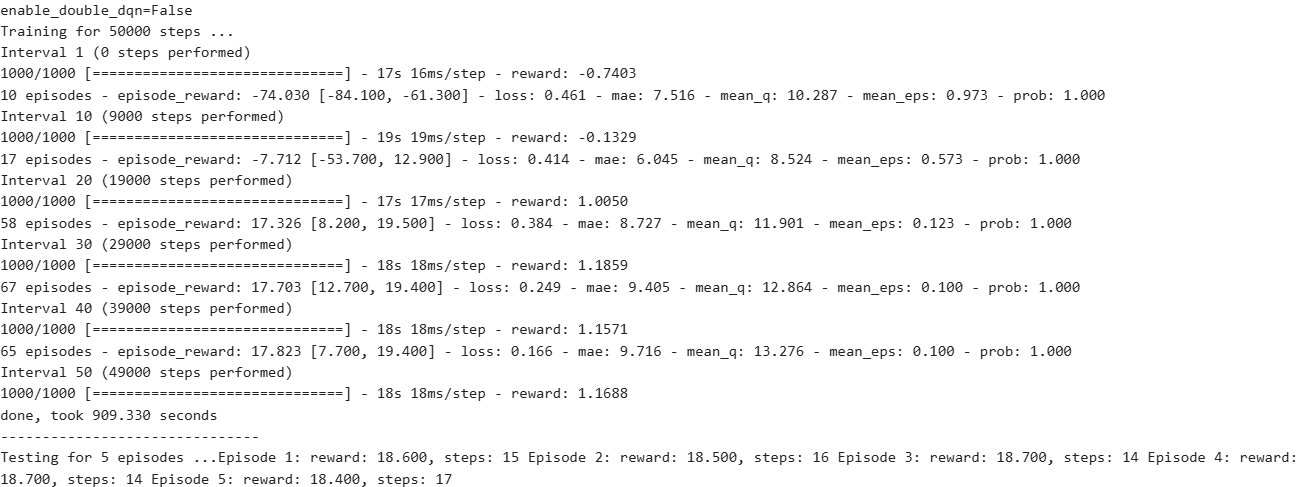 enable_double_dqn=False
Training for 50000 steps ...
Interval 1 (0 steps performed)
1000/1000 [==============================] - 17s 16ms/step - reward: -0.7403
10 episodes - episode_reward: -74.030 [-84.100, -61.300] - loss: 0.461 - mae: 7.516 - mean_q: 10.287 - mean_eps: 0.973 - prob: 1.000
Interval 10 (9000 steps performed)
1000/1000 [==============================] - 19s 19ms/step - reward: -0.1329
17 episodes - episode_reward: -7.712 [-53.700, 12.900] - loss: 0.414 - mae: 6.045 - mean_q: 8.524 - mean_eps: 0.573 - prob: 1.000
Interval 20 (19000 steps performed)
1000/1000 [==============================] - 17s 17ms/step - reward: 1.0050
58 episodes - episode_reward: 17.326 [8.200, 19.500] - loss: 0.384 - mae: 8.727 - mean_q: 11.901 - mean_eps: 0.123 - prob: 1.000
Interval 30 (29000 steps performed)
1000/1000 [==============================] - 18s 18ms/step - reward: 1.1859
67 episodes - episode_reward: 17.703 [12.700, 19.400] - loss: 0.249 - mae: 9.405 - mean_q: 12.864 - mean_eps: 0.100 - prob: 1.000
Interval 40 (39000 steps performed)
1000/1000 [==============================] - 18s 18ms/step - reward: 1.1571
65 episodes - episode_reward: 17.823 [7.700, 19.400] - loss: 0.166 - mae: 9.716 - mean_q: 13.276 - mean_eps: 0.100 - prob: 1.000
Interval 50 (49000 steps performed)
1000/1000 [==============================] - 18s 18ms/step - reward: 1.1688
done, took 909.330 seconds
-------------------------------
Testing for 5 episodes ...Episode 1: reward: 18.600, steps: 15 Episode 2: reward: 18.500, steps: 16 Episode 3: reward: 18.700, steps: 14 Episode 4: reward:
18.700, steps: 14 Episode 5: reward: 18.400, steps: 17